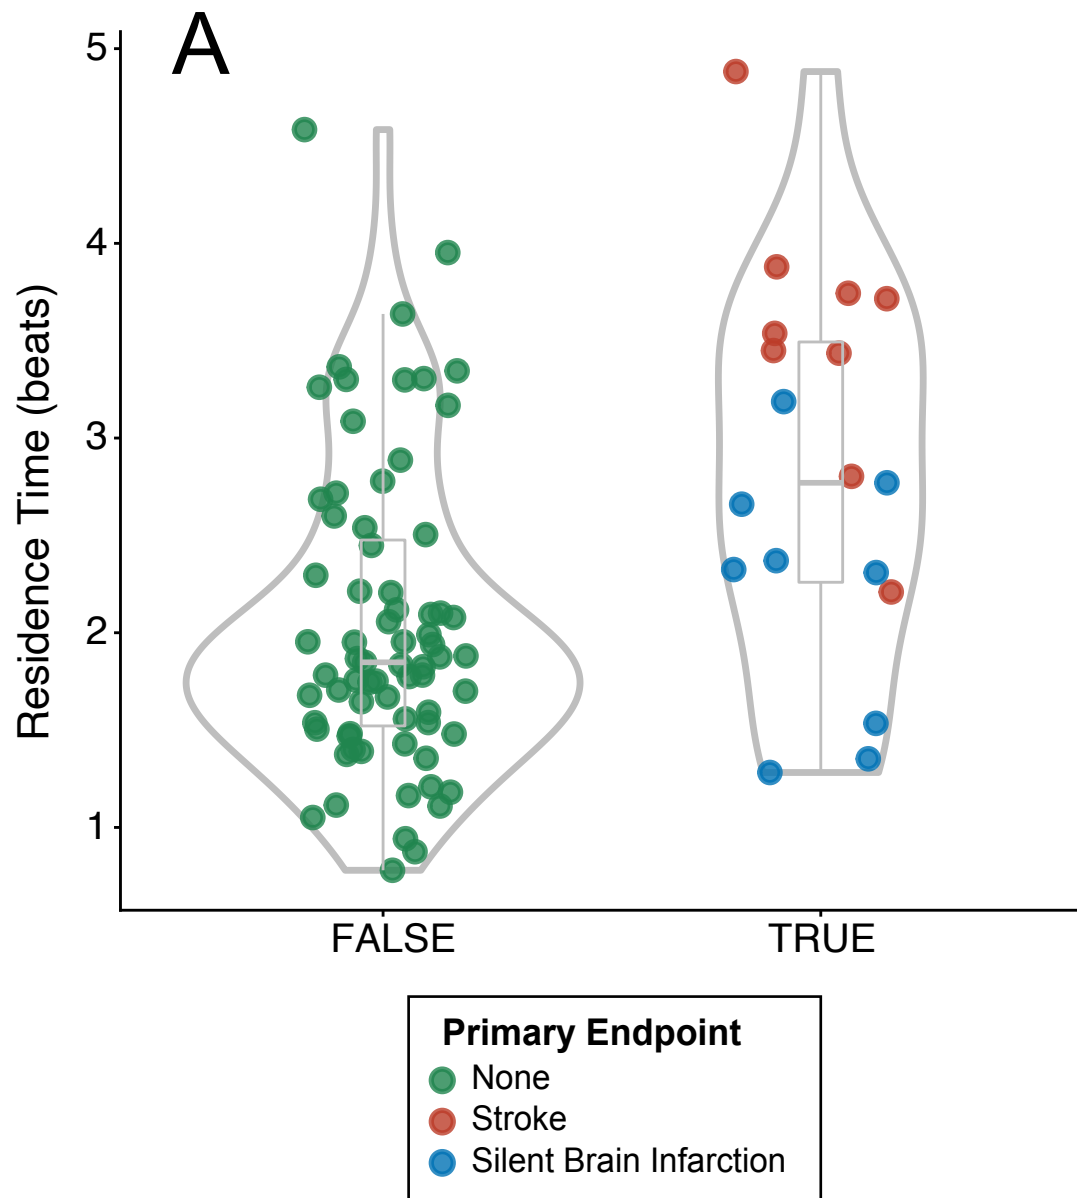 A
5
4
3
2
1
Residence Time (beats)
FALSE TRUE
Primary Endpoint
None
Stroke
Silent Brain Infarction